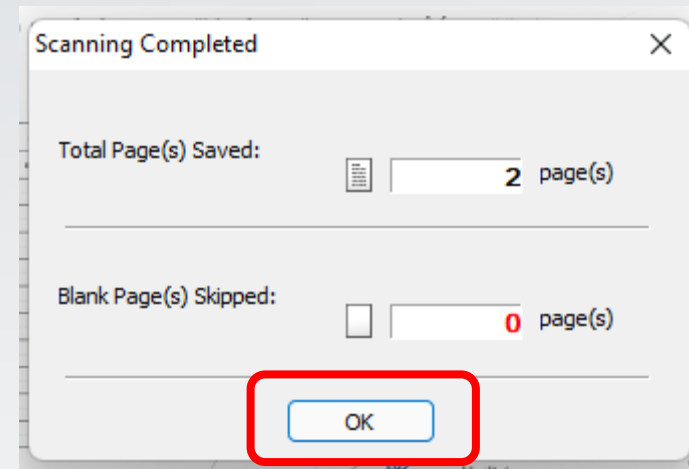 Scanning Completed
Total Page(s) Saved:
2 page(s)
Blank Page(s) Skipped:
0 page(s)
OK